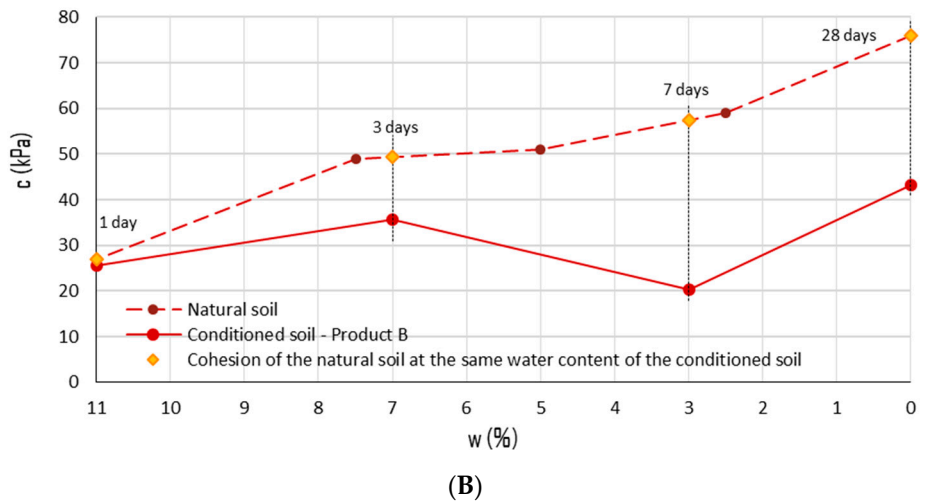 80
70
60
50
40
30
20
10
0
c (kPa)
1 day
3 days
7 days
28 days
Natural soil
Conditioned soil - Product B
Cohesion of the natural soil at the same water content of the conditioned soil
11 10 9 8 7 6 5 4 3 2 1 0
w (%)
(B)